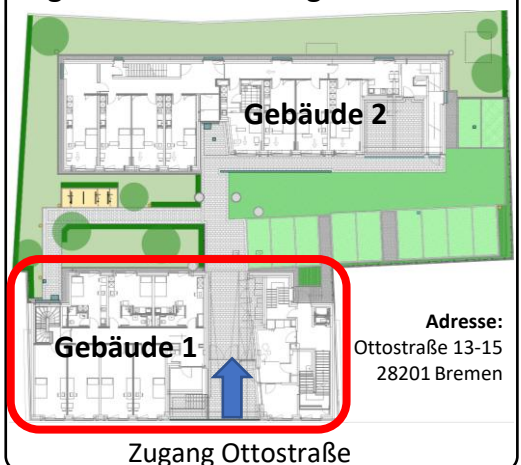 Gebäude 2
Gebäude 1
Adresse:
Ottostraße 13-15
28201 Bremen
Zugang Ottostraße